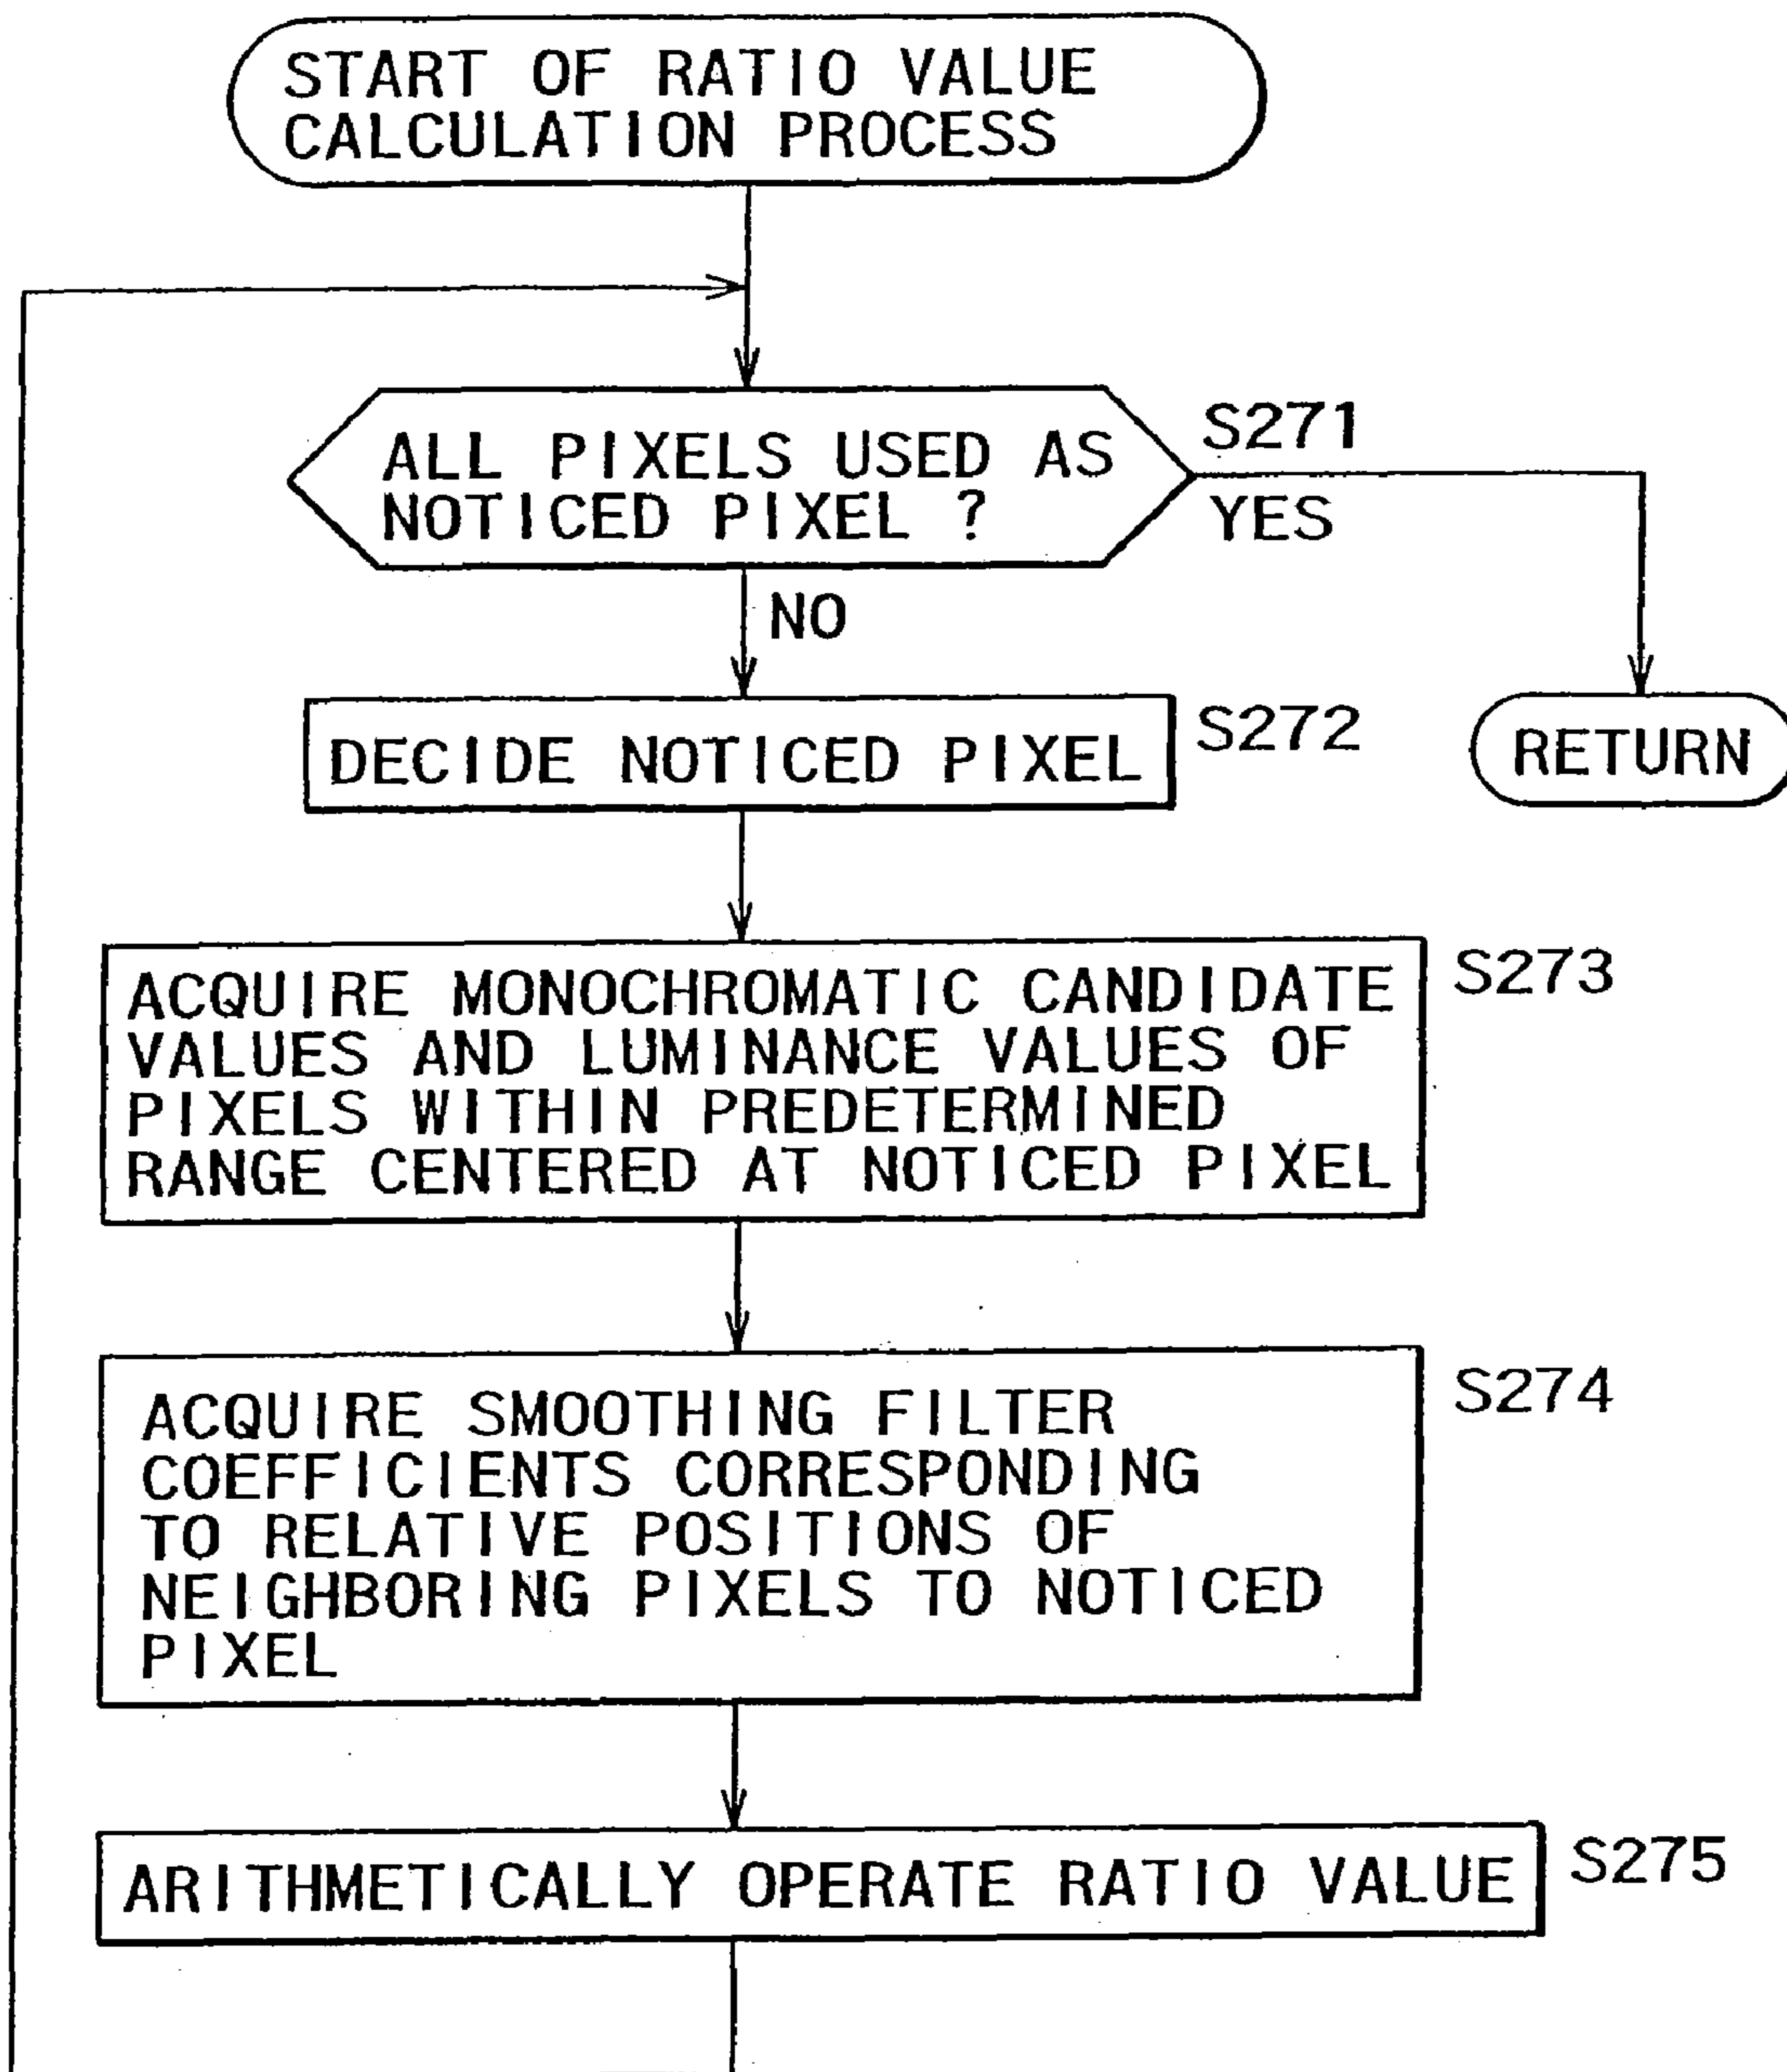 START OF RATIO VALUE
CALCULATION PROCESS
ALL PIXELS USED AS
NOTICED PIXEL ?
S271
YES
NO
DECIDE NOTICED PIXEL
S272
RETURN
ACQUIRE MONOCHROMATIC CANDIDATE
VALUES AND LUMINANCE VALUES OF
PIXELS WITHIN PREDETERMINED
RANGE CENTERED AT NOTICED PIXEL
S273
ACQUIRE SMOOTHING FILTER
COEFFICIENTS CORRESPONDING
TO RELATIVE POSITIONS OF
NEIGHBORING PIXELS TO NOTICED
PIXEL
S274
ARITHMETICALLY OPERATE RATIO VALUE
S275